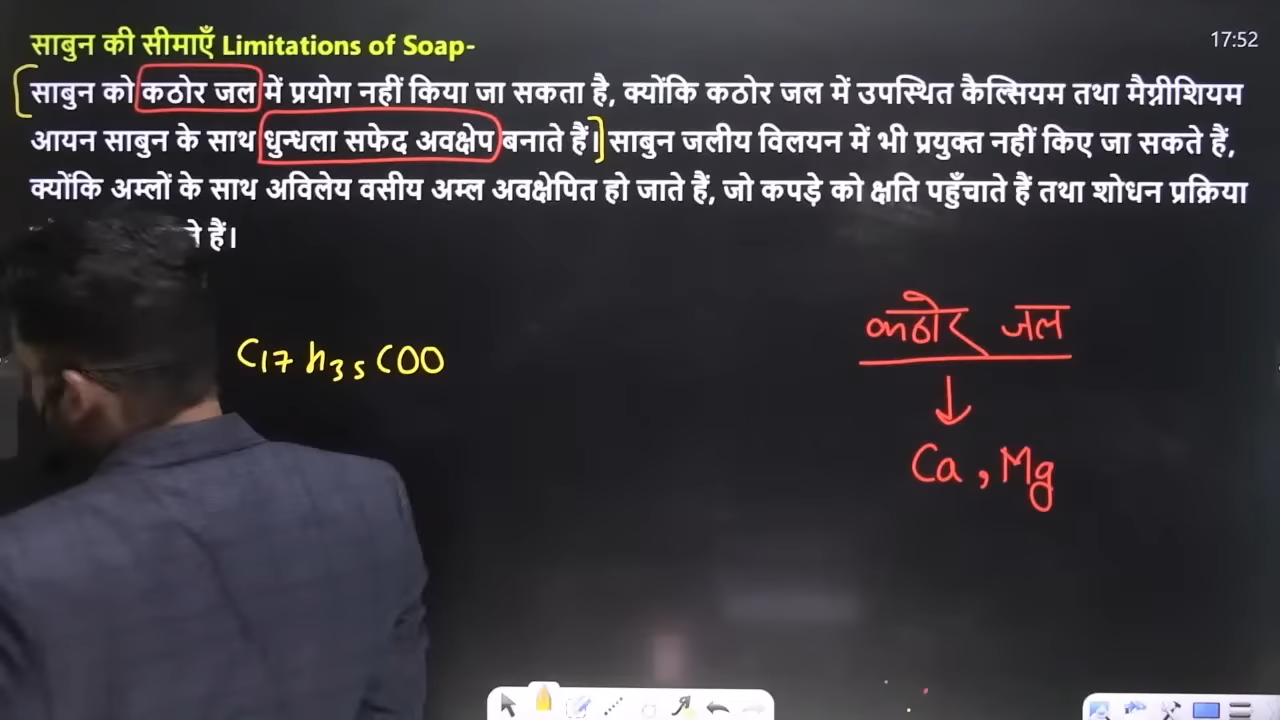 साबुन की सीमाएँ Limitations of Soap-
17:52
साबुन को कठोर जल में प्रयोग नहीं किया जा सकता है, क्योंकि कठोर जल में उपस्थित कैल्सियम तथा मैग्नीशियम
आयन साबुन के साथ धुन्धला सफेद अवक्षेप बनाते हैं। साबुन जलीय विलयन में भी प्रयुक्त नहीं किए जा सकते हैं,
क्योंकि अम्लों के साथ अविलेय वसीय अम्ल अवक्षेपित हो जाते हैं, जो कपड़े को क्षति पहुँचाते हैं तथा शोधन प्रक्रिया
हैं।
C17 h35 COO
कठोर जल
↓
Ca, Mg